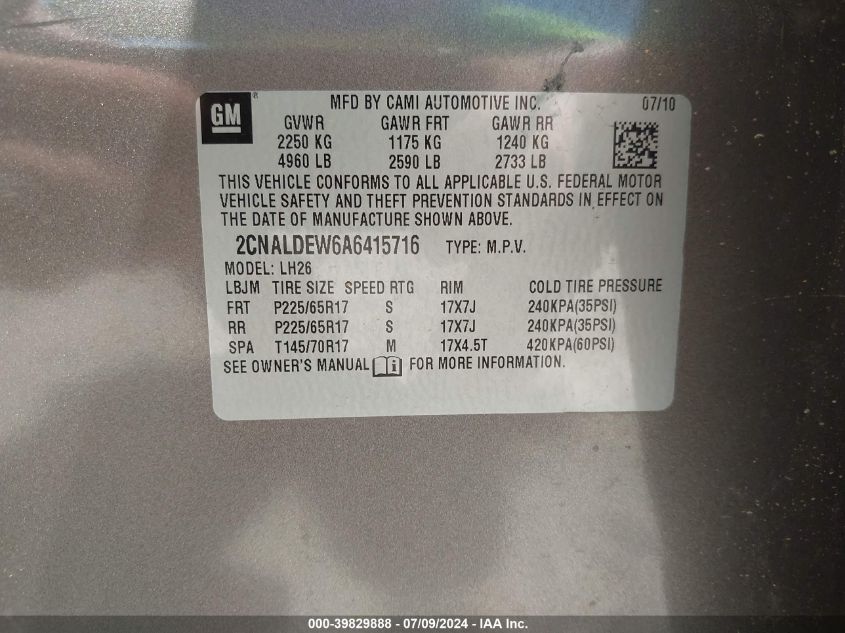 GM ®
MFD BY CAMI AUTOMOTIVE INC. 07/10
GVWR GAWR FRT GAWR RR
2250 KG 1175 KG 1240 KG
4960 LB 2590 LB 2733 LB
THIS VEHICLE CONFORMS TO ALL APPLICABLE U.S. FEDERAL MOTOR
VEHICLE SAFETY AND THEFT PREVENTION STANDARDS IN EFFECT ON
THE DATE OF MANUFACTURE SHOWN ABOVE.
2CNALDEW6A6415716 TYPE: M.P.V.
MODEL: LH26
LBJM TIRE SIZE SPEED RTG RIM COLD TIRE PRESSURE
FRT P225/65R17 S 17X7J 240KPA(35PSI)
RR P225/65R17 S 17X7J 240KPA(35PSI)
SPA T145/70R17 M 17X4.5T 420KPA(60PSI)
SEE OWNER'S MANUAL i FOR MORE INFORMATION.
000-39829888 - 07/09/2024 - IAA Inc.